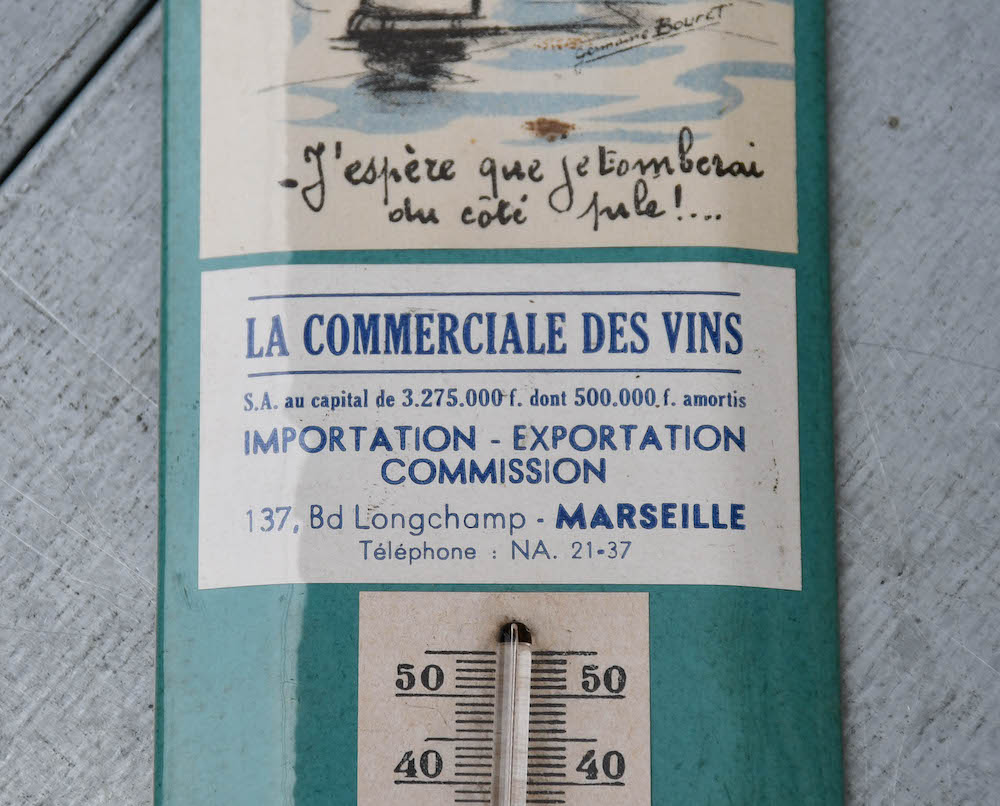 Germaine Bouret
- J'espère que je tomberai
du côté pile !....
LA COMMERCIALE DES VINS
S.A. au capital de 3.275.000 f. dont 500.000 f. amortis
IMPORTATION - EXPORTATION
COMMISSION
137, Bd Longchamp - MARSEILLE
Téléphone : NA. 21-37
50 50
40 40